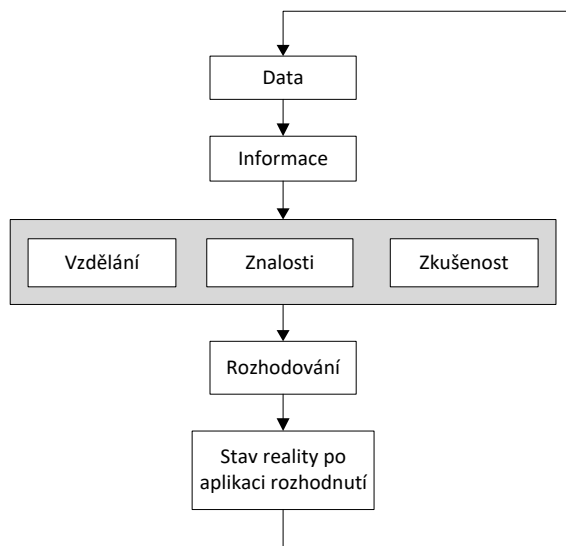 Data
Informace
Vzdělání
Znalosti
Zkušenost
Rozhodování
Stav reality po
aplikaci rozhodnutí